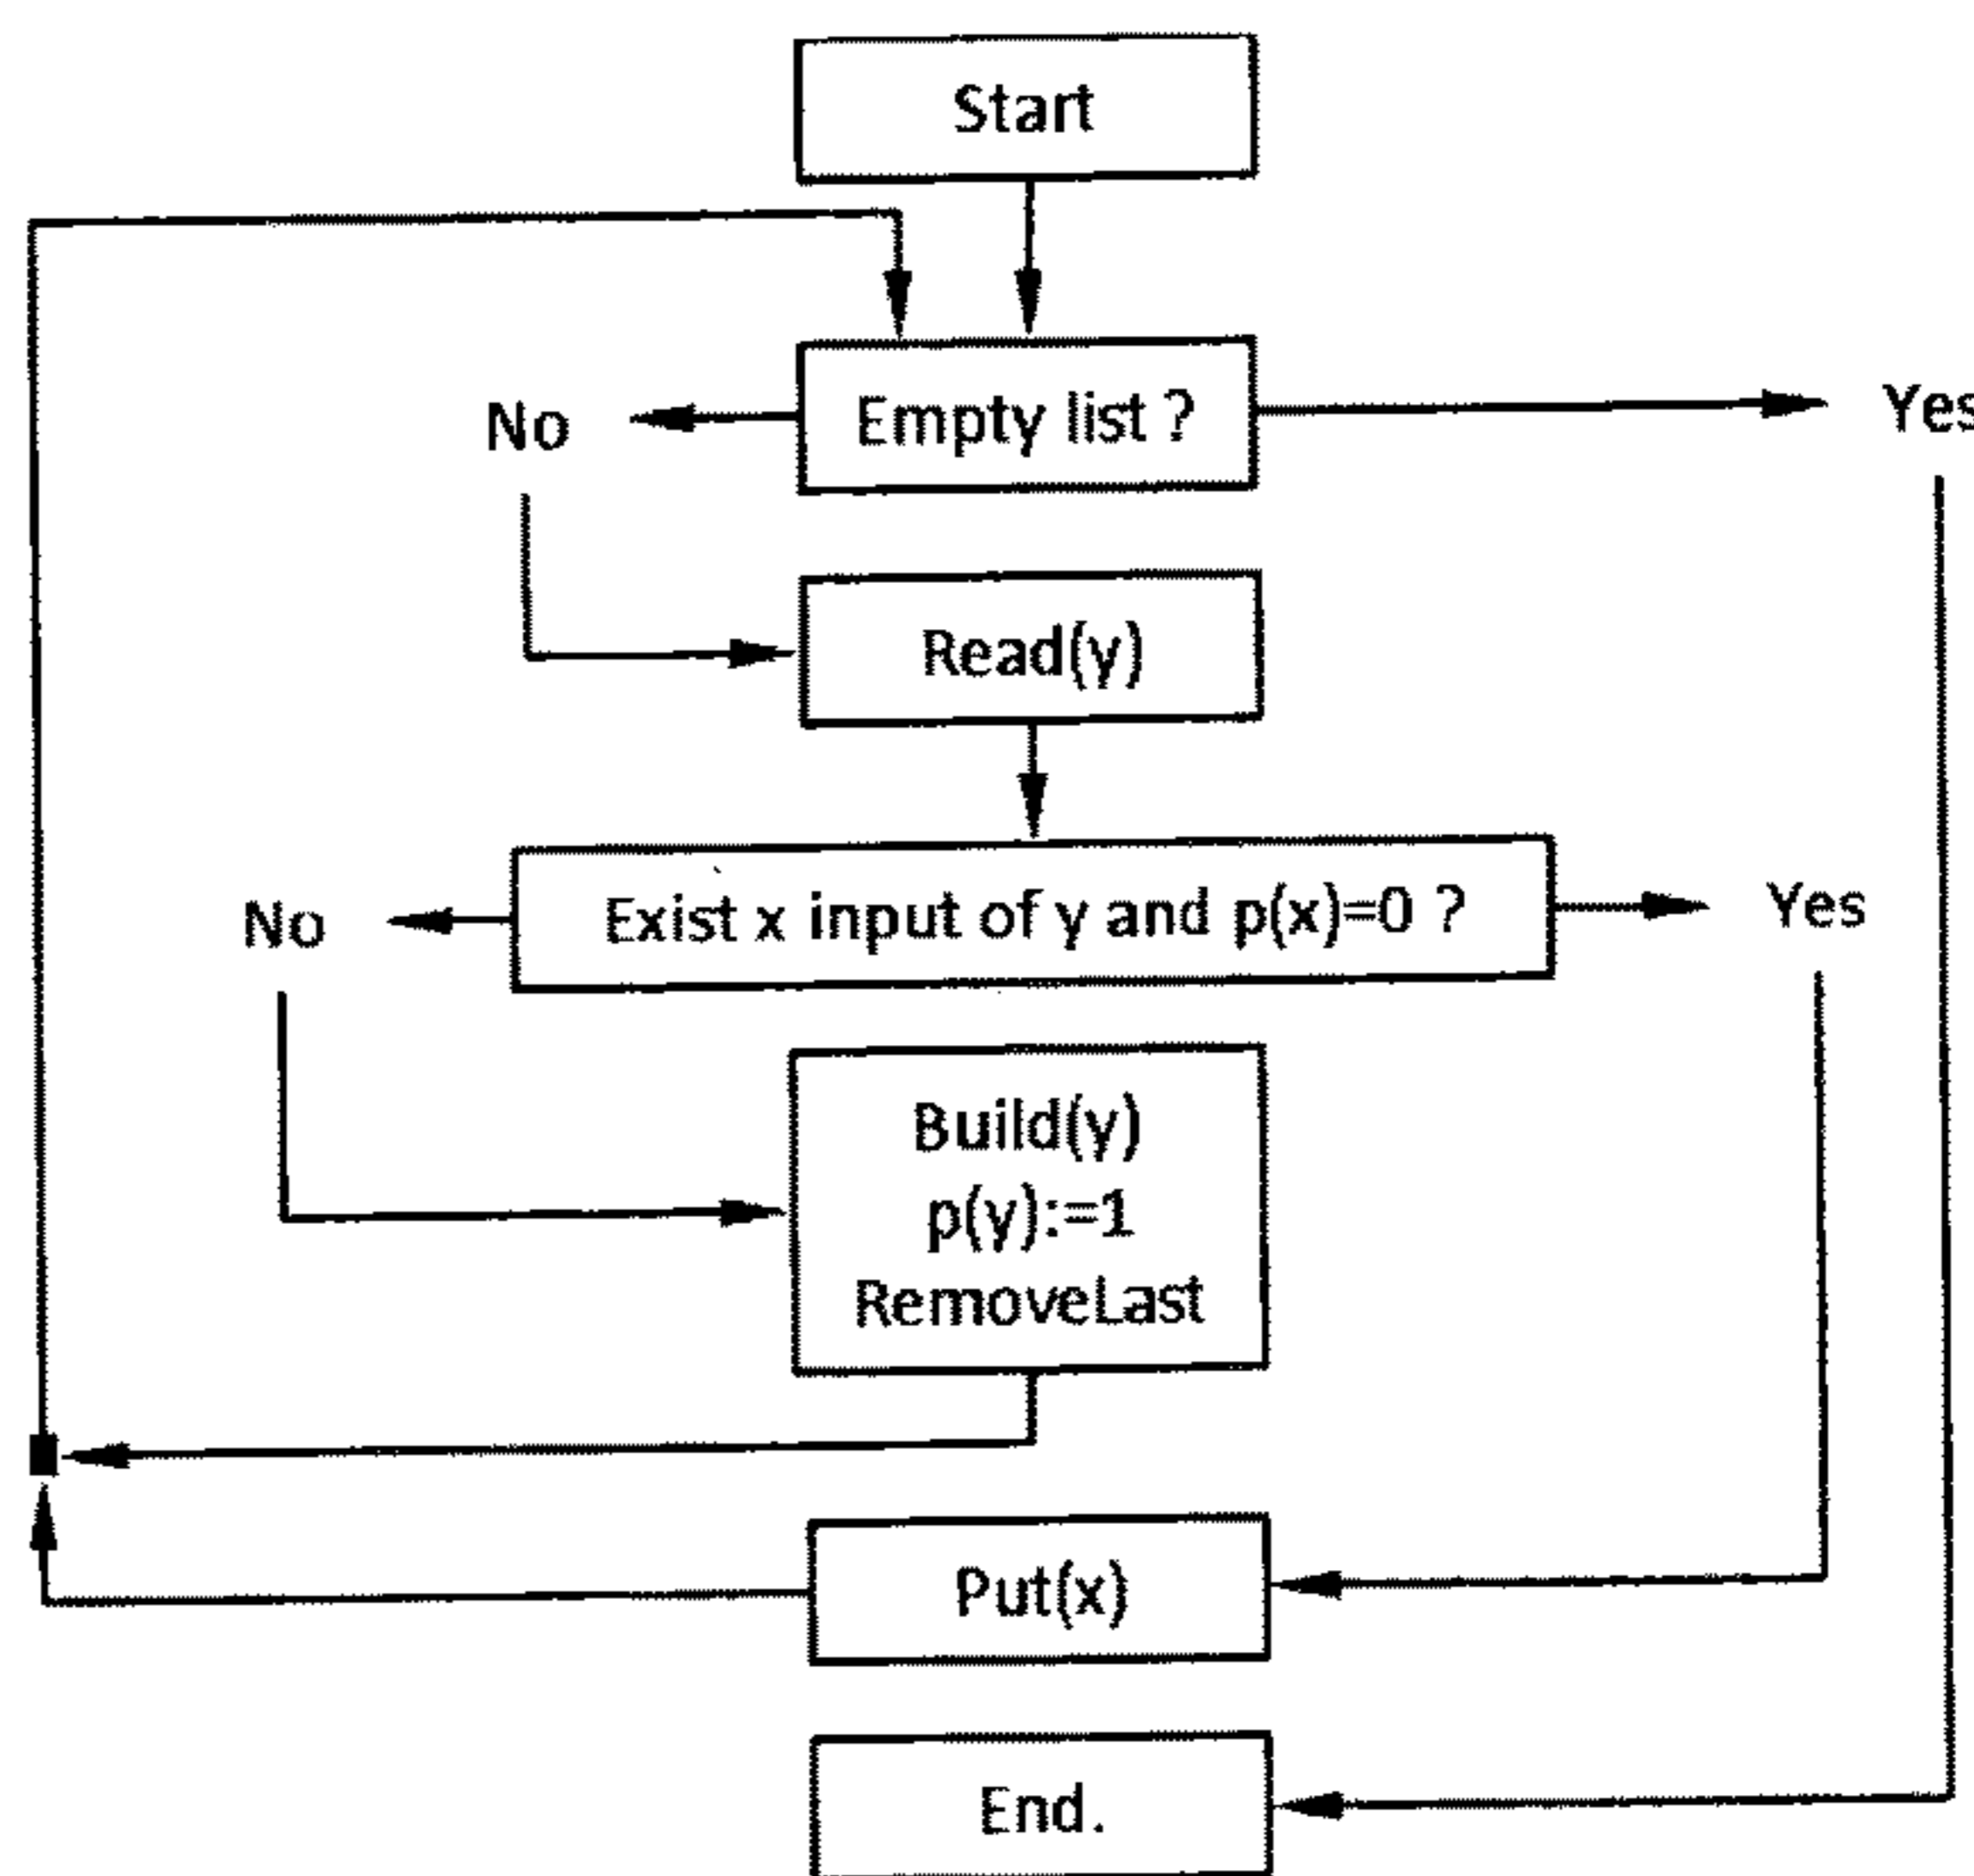 Start
No
Empty list ?
Yes
Read(y)
No
Exist x input of y and p(x)=0 ?
Yes
Build(y)
p(y):=1
RemoveLast
Put(x)
End.